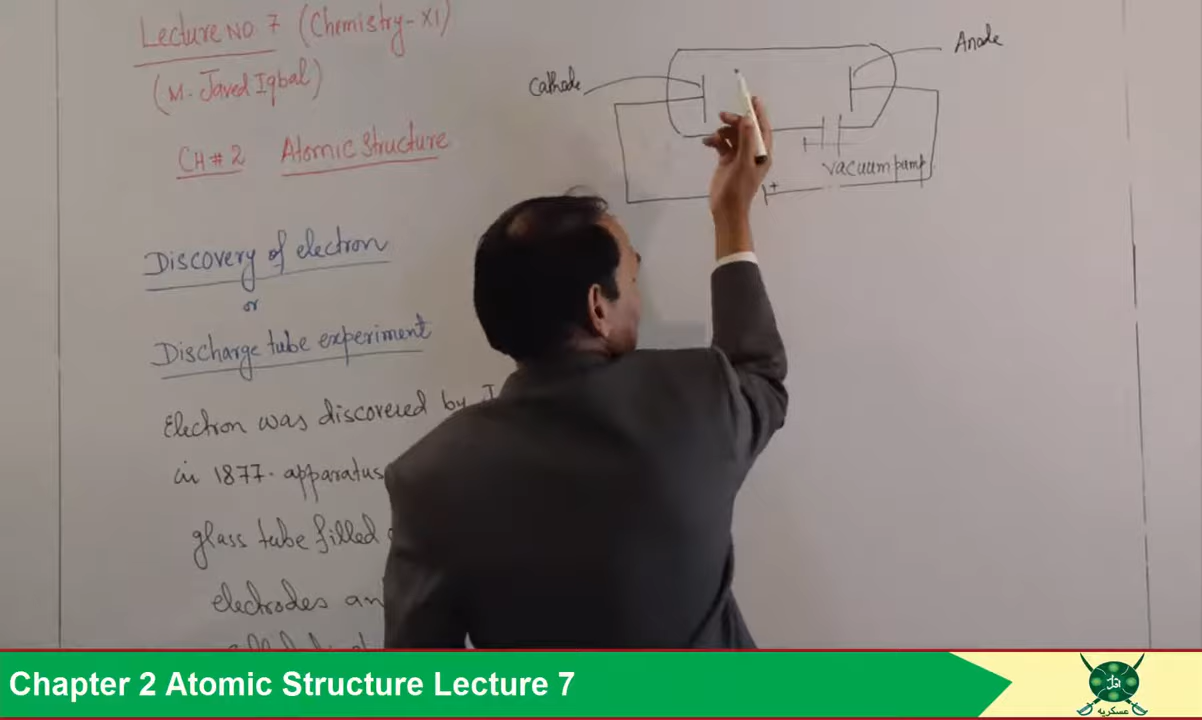 Lecture NO. 7 (Chemistry-XI)
(M. Javed Iqbal)
CH # 2 Atomic Structure
Discovery of electron
or
Discharge tube experiment
Electron was discovered by J
in 1877. apparatus
glass tube filled
electrodes an
Cathode
Anode
vacuum pump
+
Chapter 2 Atomic Structure Lecture 7
عسکریہ